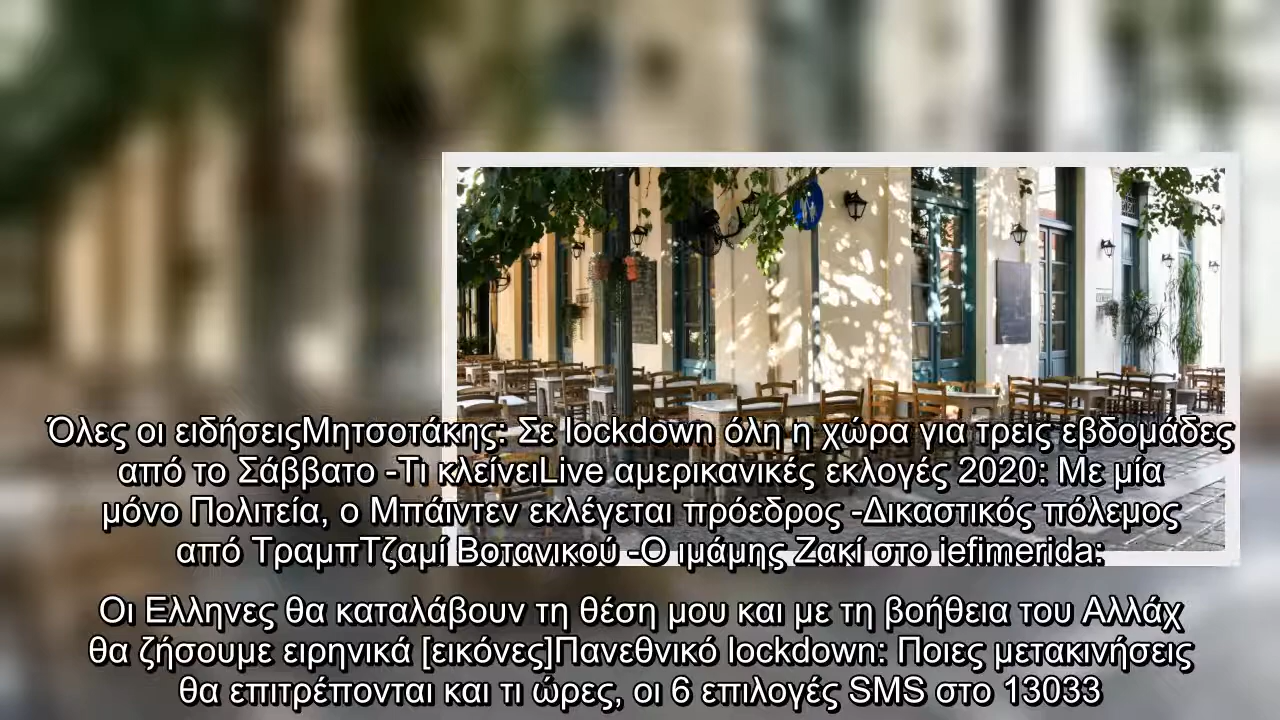 Όλες οι ειδήσειςΜητσοτάκης: Σε lockdown όλη η χώρα για τρεις εβδομάδες
από το Σάββατο -Τι κλείνειLive αμερικανικές εκλογές 2020: Με μία
μόνο Πολιτεία, ο Μπάιντεν εκλέγεται πρόεδρος -Δικαστικός πόλεμος
από ΤραμπΤζαμί Βοτανικού -Ο ιμάμης Ζακί στο iefimerida:
Οι Ελληνες θα καταλάβουν τη θέση μου και με τη βοήθεια του Αλλάχ
θα ζήσουμε ειρηνικά [εικόνες]Πανεθνικό lockdown: Ποιες μετακινήσεις
θα επιτρέπονται και τι ώρες, οι 6 επιλογές SMS στο 13033